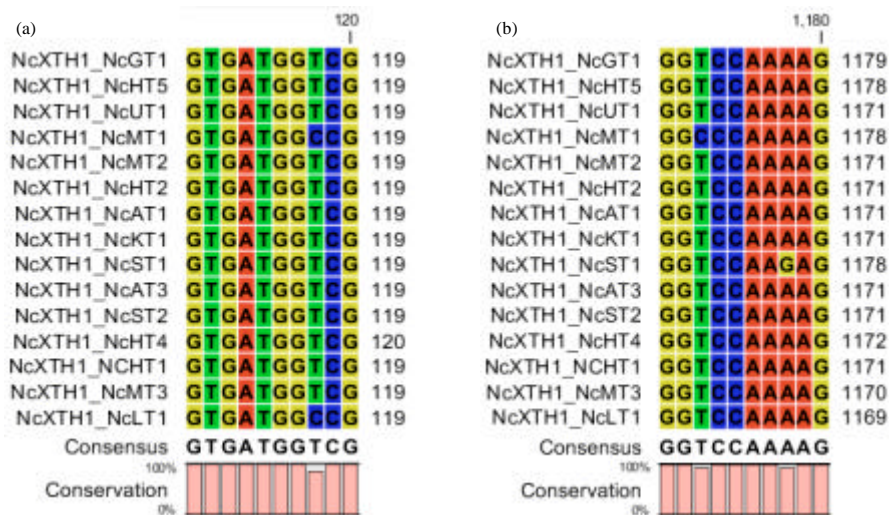 (a)
120
NcXTH1_NcGT1 GTGATGGTCG 119
NcXTH1_NcHT5 GTGATGGTCG 119
NcXTH1_NcUT1 GTGATGGTCG 119
NcXTH1_NcMT1 GTGATGGCCG 119
NcXTH1_NcMT2 GTGATGGTCG 119
NcXTH1_NcHT2 GTGATGGTCG 119
NcXTH1_NcAT1 GTGATGGTCG 119
NcXTH1_NcKT1 GTGATGGTCG 119
NcXTH1_NcST1 GTGATGGTCG 119
NcXTH1_NcAT3 GTGATGGTCG 119
NcXTH1_NcST2 GTGATGGTCG 119
NcXTH1_NcHT4 GTGATGGTCG 120
NcXTH1_NCHT1 GTGATGGTCG 119
NcXTH1_NcMT3 GTGATGGTCG 119
NcXTH1_NcLT1 GTGATGGCCG 119
Consensus GTGATGGTCG
100%
Conservation
0%
(b)
1,180
NcXTH1_NcGT1 GGTCCAAAAG 1179
NcXTH1_NcHT5 GGTCCAAAAG 1178
NcXTH1_NcUT1 GGTCCAAAAG 1171
NcXTH1_NcMT1 GGCCCAAAAG 1178
NcXTH1_NcMT2 GGTCCAAAAG 1171
NcXTH1_NcHT2 GGTCCAAAAG 1171
NcXTH1_NcAT1 GGTCCAAAAG 1171
NcXTH1_NcKT1 GGTCCAAAAG 1171
NcXTH1_NcST1 GGTCCAAGAG 1178
NcXTH1_NcAT3 GGTCCAAAAG 1171
NcXTH1_NcST2 GGTCCAAAAG 1171
NcXTH1_NcHT4 GGTCCAAAAG 1172
NcXTH1_NCHT1 GGTCCAAAAG 1171
NcXTH1_NcMT3 GGTCCAAAAG 1170
NcXTH1_NcLT1 GGTCCAAAAG 1169
Consensus GGTCCAAAAG
100%
Conservation
0%